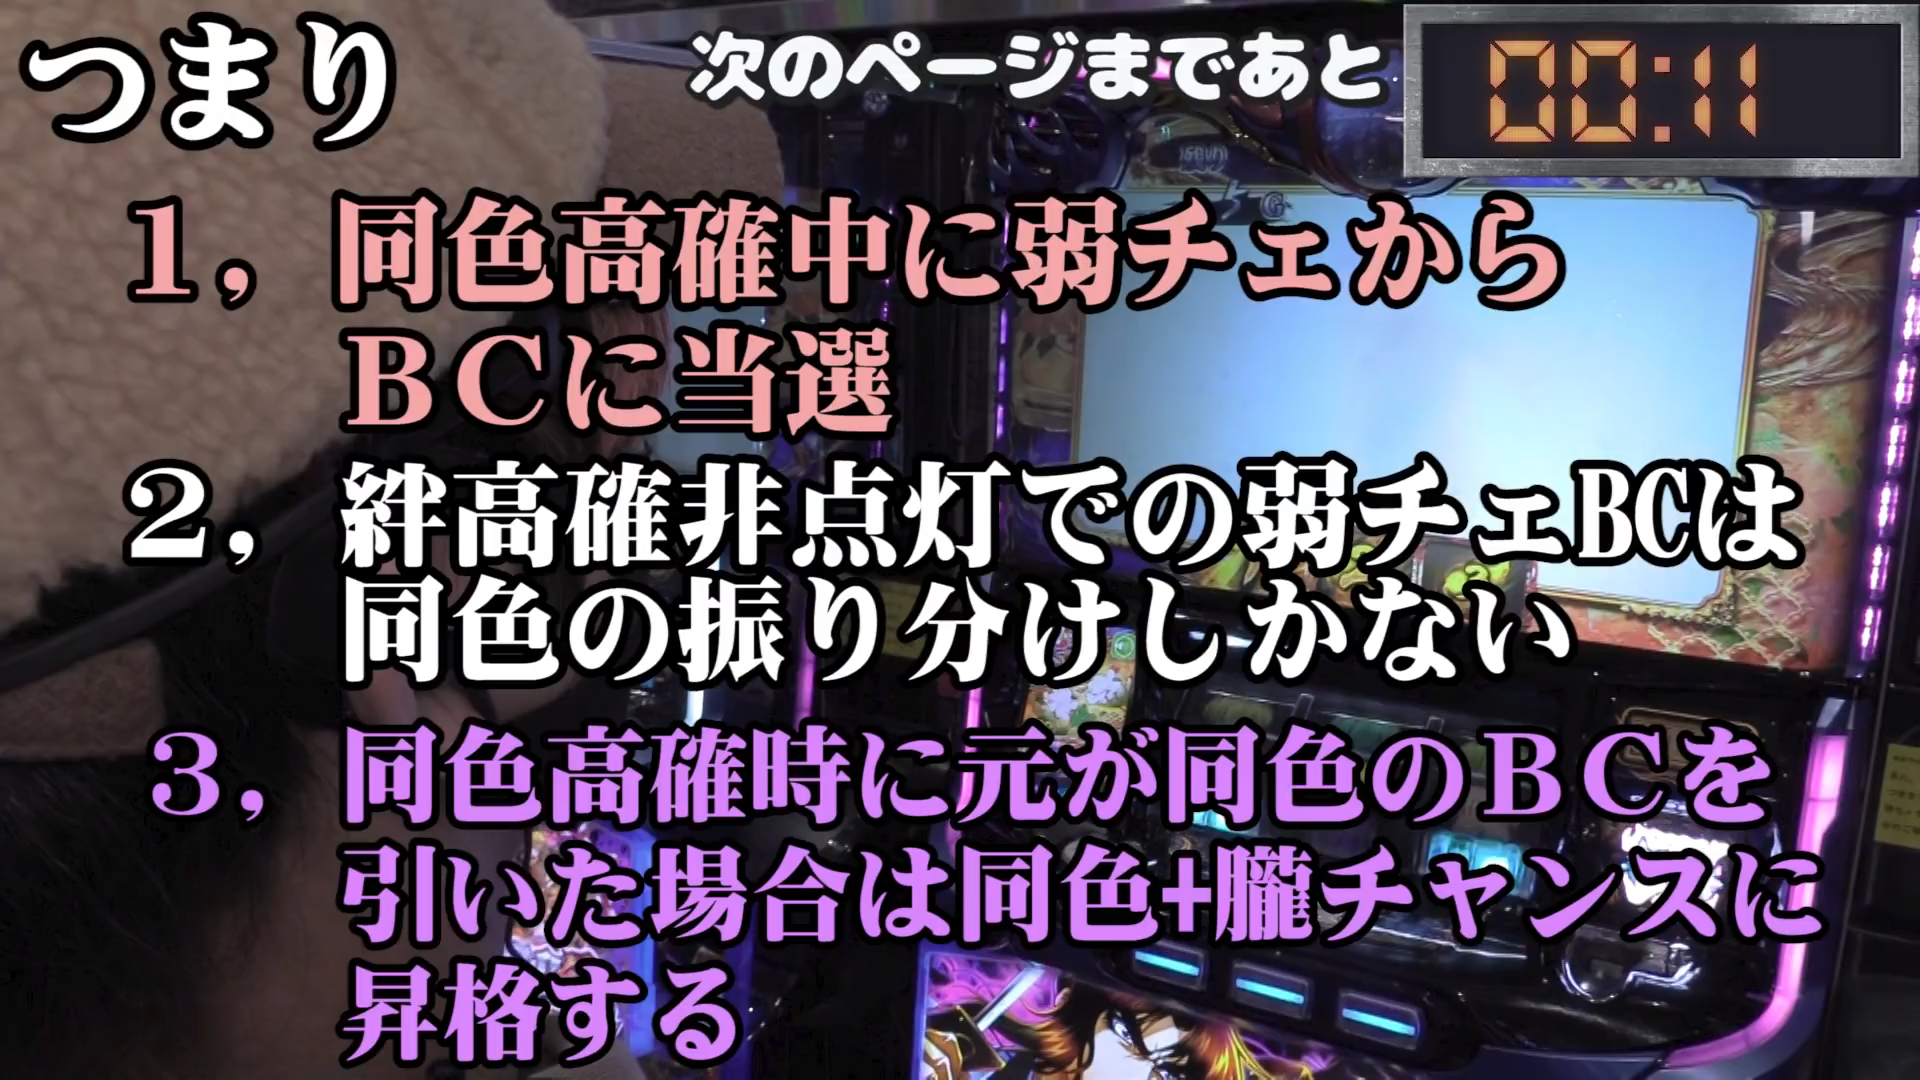 つまり
次のページまであと
00:11
1，同色高確中に弱チェから
ＢＣに当選
2，絆高確非点灯での弱チェBCは
同色の振り分けしかない
3，同色高確時に元が同色のＢＣを
引いた場合は同色+朧チャンスに
昇格する